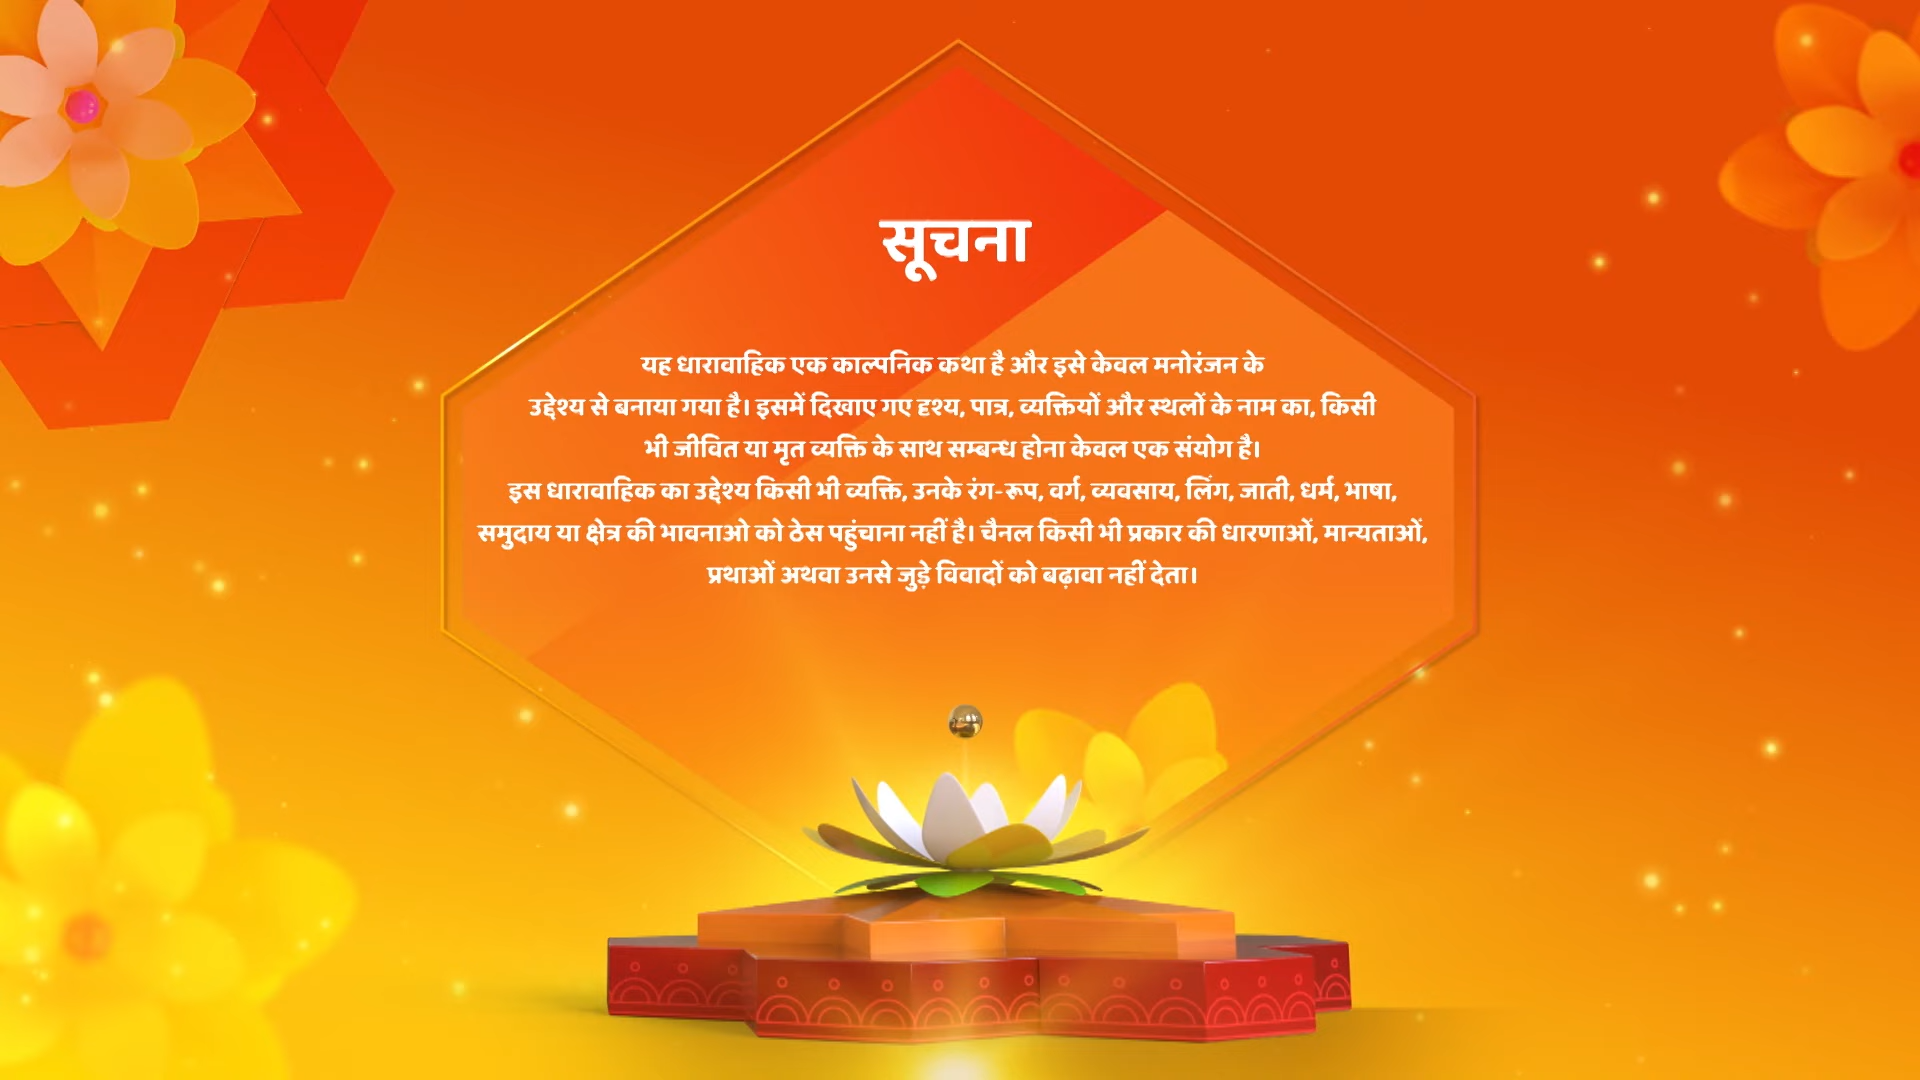 सूचना
यह धारावाहिक एक काल्पनिक कथा है और इसे केवल मनोरंजन के
उद्देश्य से बनाया गया है। इसमें दिखाए गए दृश्य, पात्र, व्यक्तियों और स्थलों के नाम का, किसी
भी जीवित या मृत व्यक्ति के साथ सम्बन्ध होना केवल एक संयोग है।
इस धारावाहिक का उद्देश्य किसी भी व्यक्ति, उनके रंग-रूप, वर्ग, व्यवसाय, लिंग, जाती, धर्म, भाषा,
समुदाय या क्षेत्र की भावनाओ को ठेस पहुंचाना नहीं है। चैनल किसी भी प्रकार की धारणाओं, मान्यताओं,
प्रथाओं अथवा उनसे जुड़े विवादों को बढ़ावा नहीं देता।